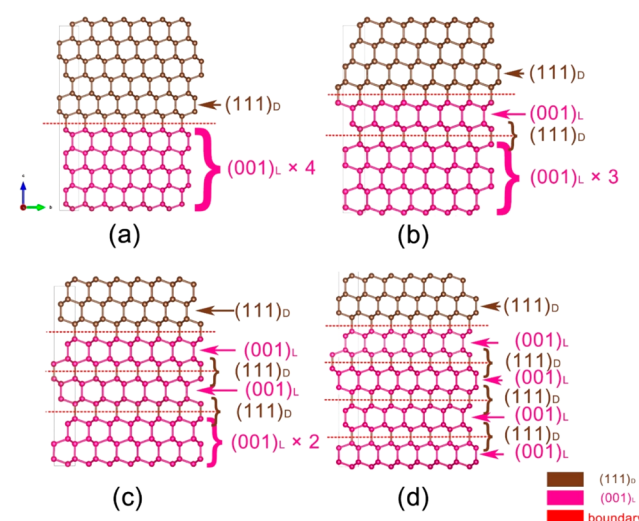 (111)D
(001)L × 4
(a)
(001)L
(111)D
(001)L × 3
(b)
(111)D
(001)L
(111)D
(001)L
(111)D
(001)L × 2
(c)
(111)D
(001)L
(111)D
(001)L
(111)D
(001)L
(111)D
(001)L
(d)
(111)D
(001)L
boundary